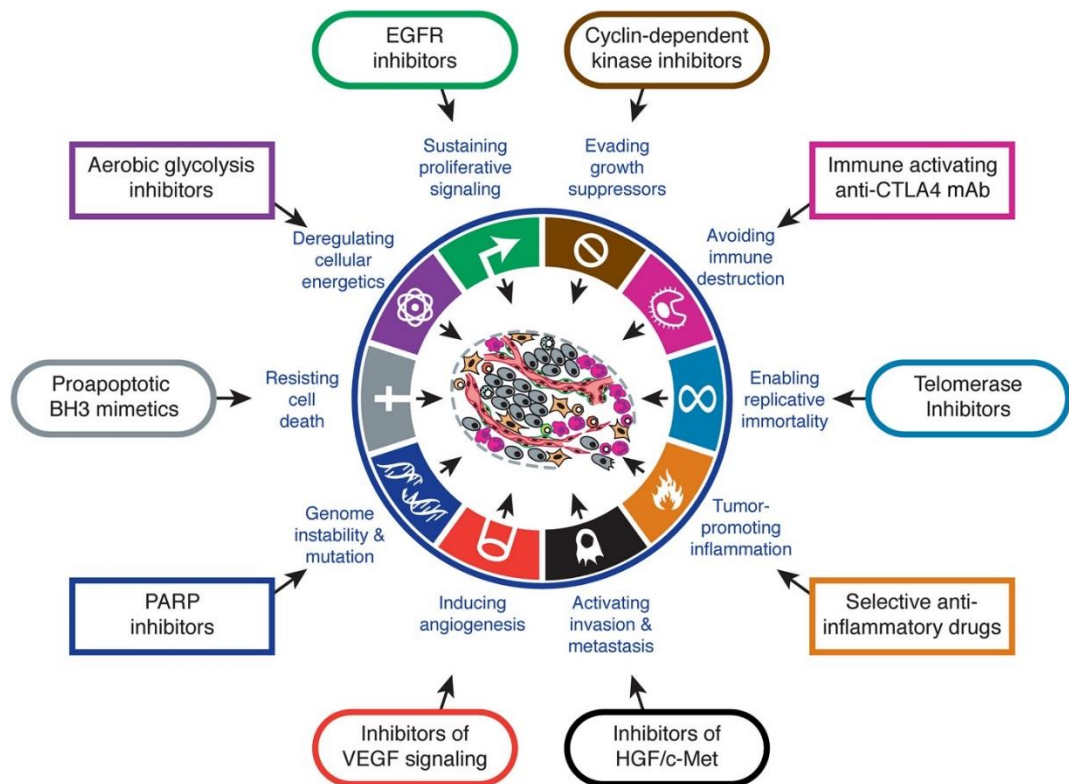 EGFR
inhibitors
Cyclin-dependent
kinase inhibitors
Sustaining
proliferative
signaling
Evading
growth
suppressors
Aerobic glycolysis
inhibitors
Immune activating
anti-CTLA4 mAb
Deregulating
cellular
energetics
Avoiding
immune
destruction
Proapoptotic
BH3 mimetics
Resisting
cell
death
Enabling
replicative
immortality
Telomerase
Inhibitors
Genome
instability &
mutation
Tumor-
promoting
inflammation
PARP
inhibitors
Inducing
angiogenesis
Activating
invasion &
metastasis
Selective anti-
inflammatory drugs
Inhibitors of
VEGF signaling
Inhibitors of
HGF/c-Met